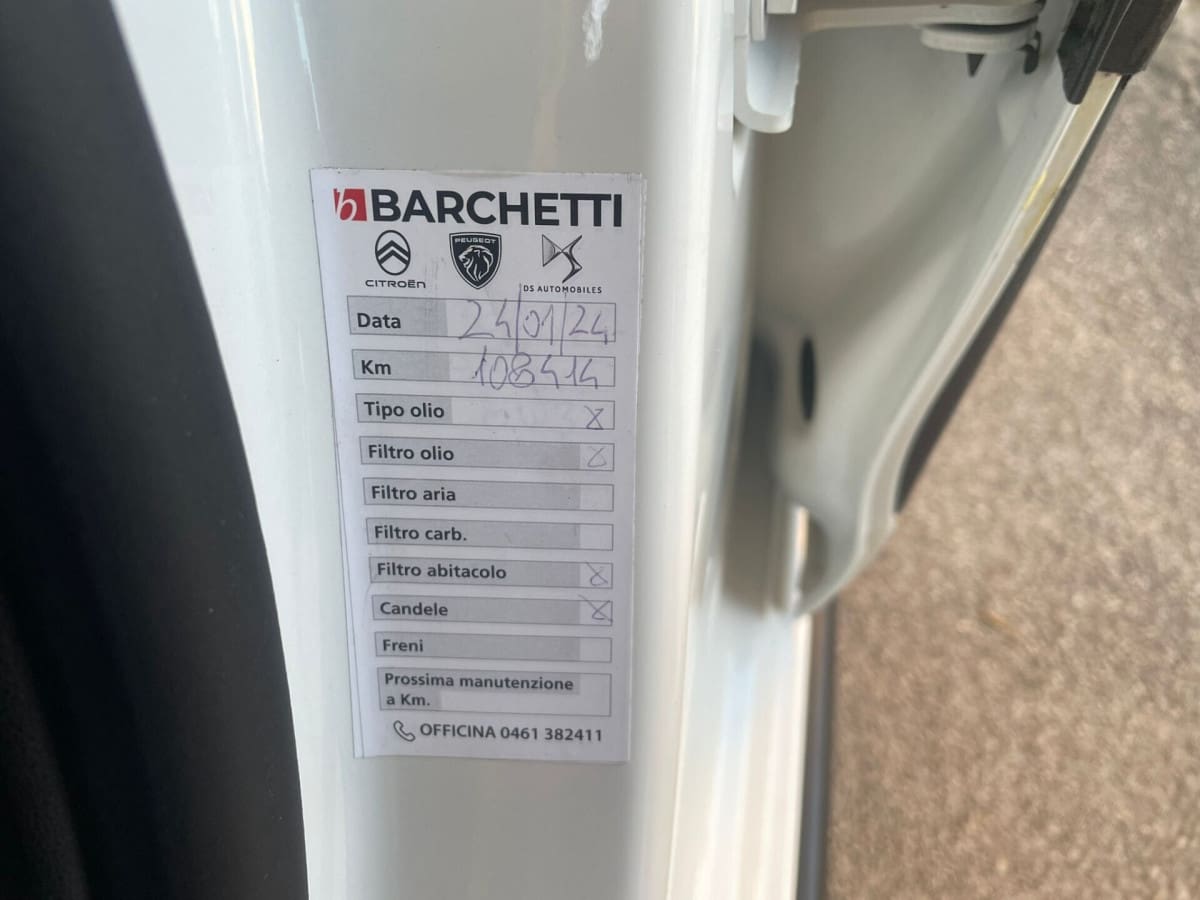 b BARCHETTI
CITROËN PEUGEOT DS AUTOMOBILES
Data 24/01/24
Km 108414
Tipo olio X
Filtro olio X
Filtro aria
Filtro carb.
Filtro abitacolo X
Candele X
Freni
Prossima manutenzione
a Km.
OFFICINA 0461 382411